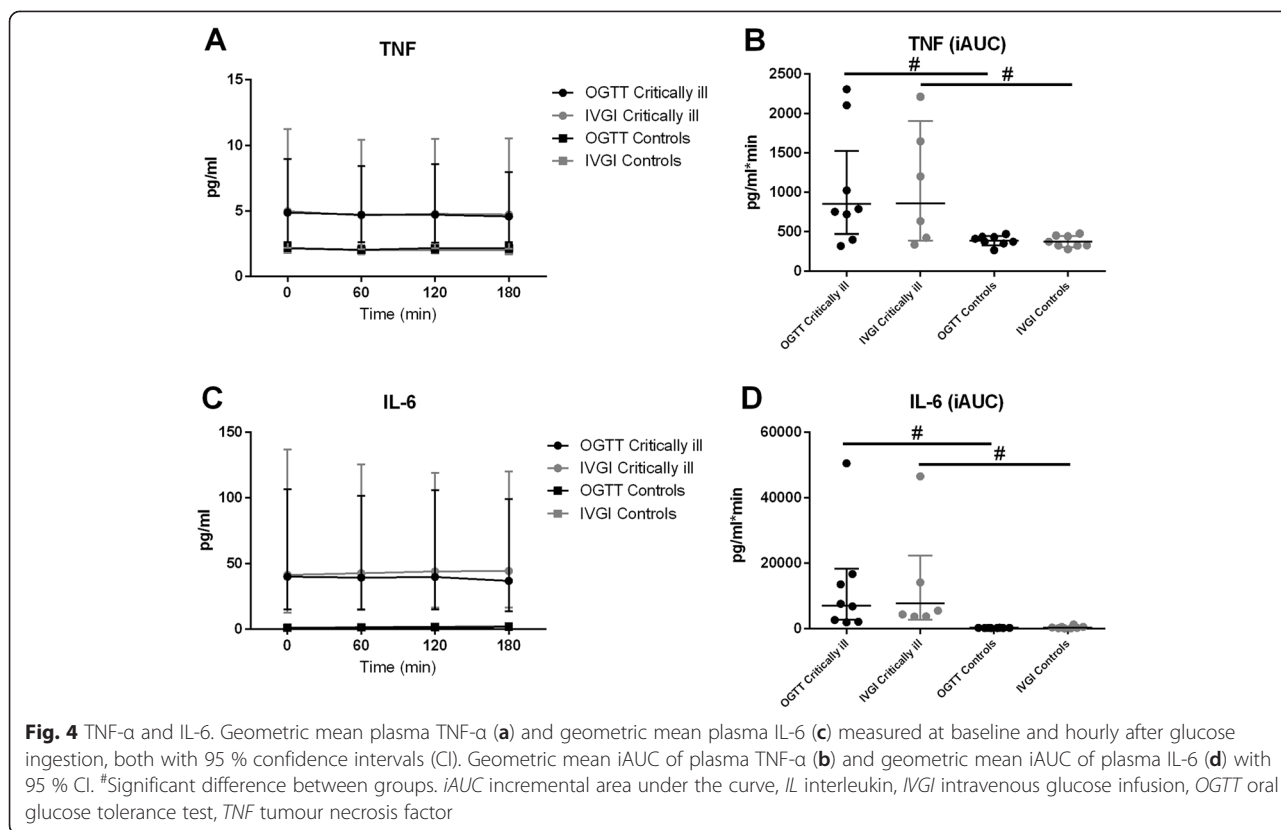 A
TNF
15
10
5
0
pg/ml
0 60 120 180
Time (min)
OGTT Critically ill
IVGI Critically ill
OGTT Controls
IVGI Controls
B
TNF (iAUC)
# #
2500
2000
1500
1000
500
0
pg/ml*min
OGTT Critically ill
IVGI Critically ill
OGTT Controls
IVGI Controls
C
IL-6
150
100
50
0
pg/ml
0 60 120 180
Time (min)
OGTT Critically ill
IVGI Critically ill
OGTT Controls
IVGI Controls
D
IL-6 (iAUC)
# #
60000
40000
20000
0
pg/ml*min
OGTT Critically ill
IVGI Critically ill
OGTT Controls
IVGI Controls
Fig. 4 TNF-α and IL-6. Geometric mean plasma TNF-α (a) and geometric mean plasma IL-6 (c) measured at baseline and hourly after glucose
ingestion, both with 95 % confidence intervals (CI). Geometric mean iAUC of plasma TNF-α (b) and geometric mean iAUC of plasma IL-6 (d) with
95 % CI. #Significant difference between groups. iAUC incremental area under the curve, IL interleukin, IVGI intravenous glucose infusion, OGTT oral
glucose tolerance test, TNF tumour necrosis factor